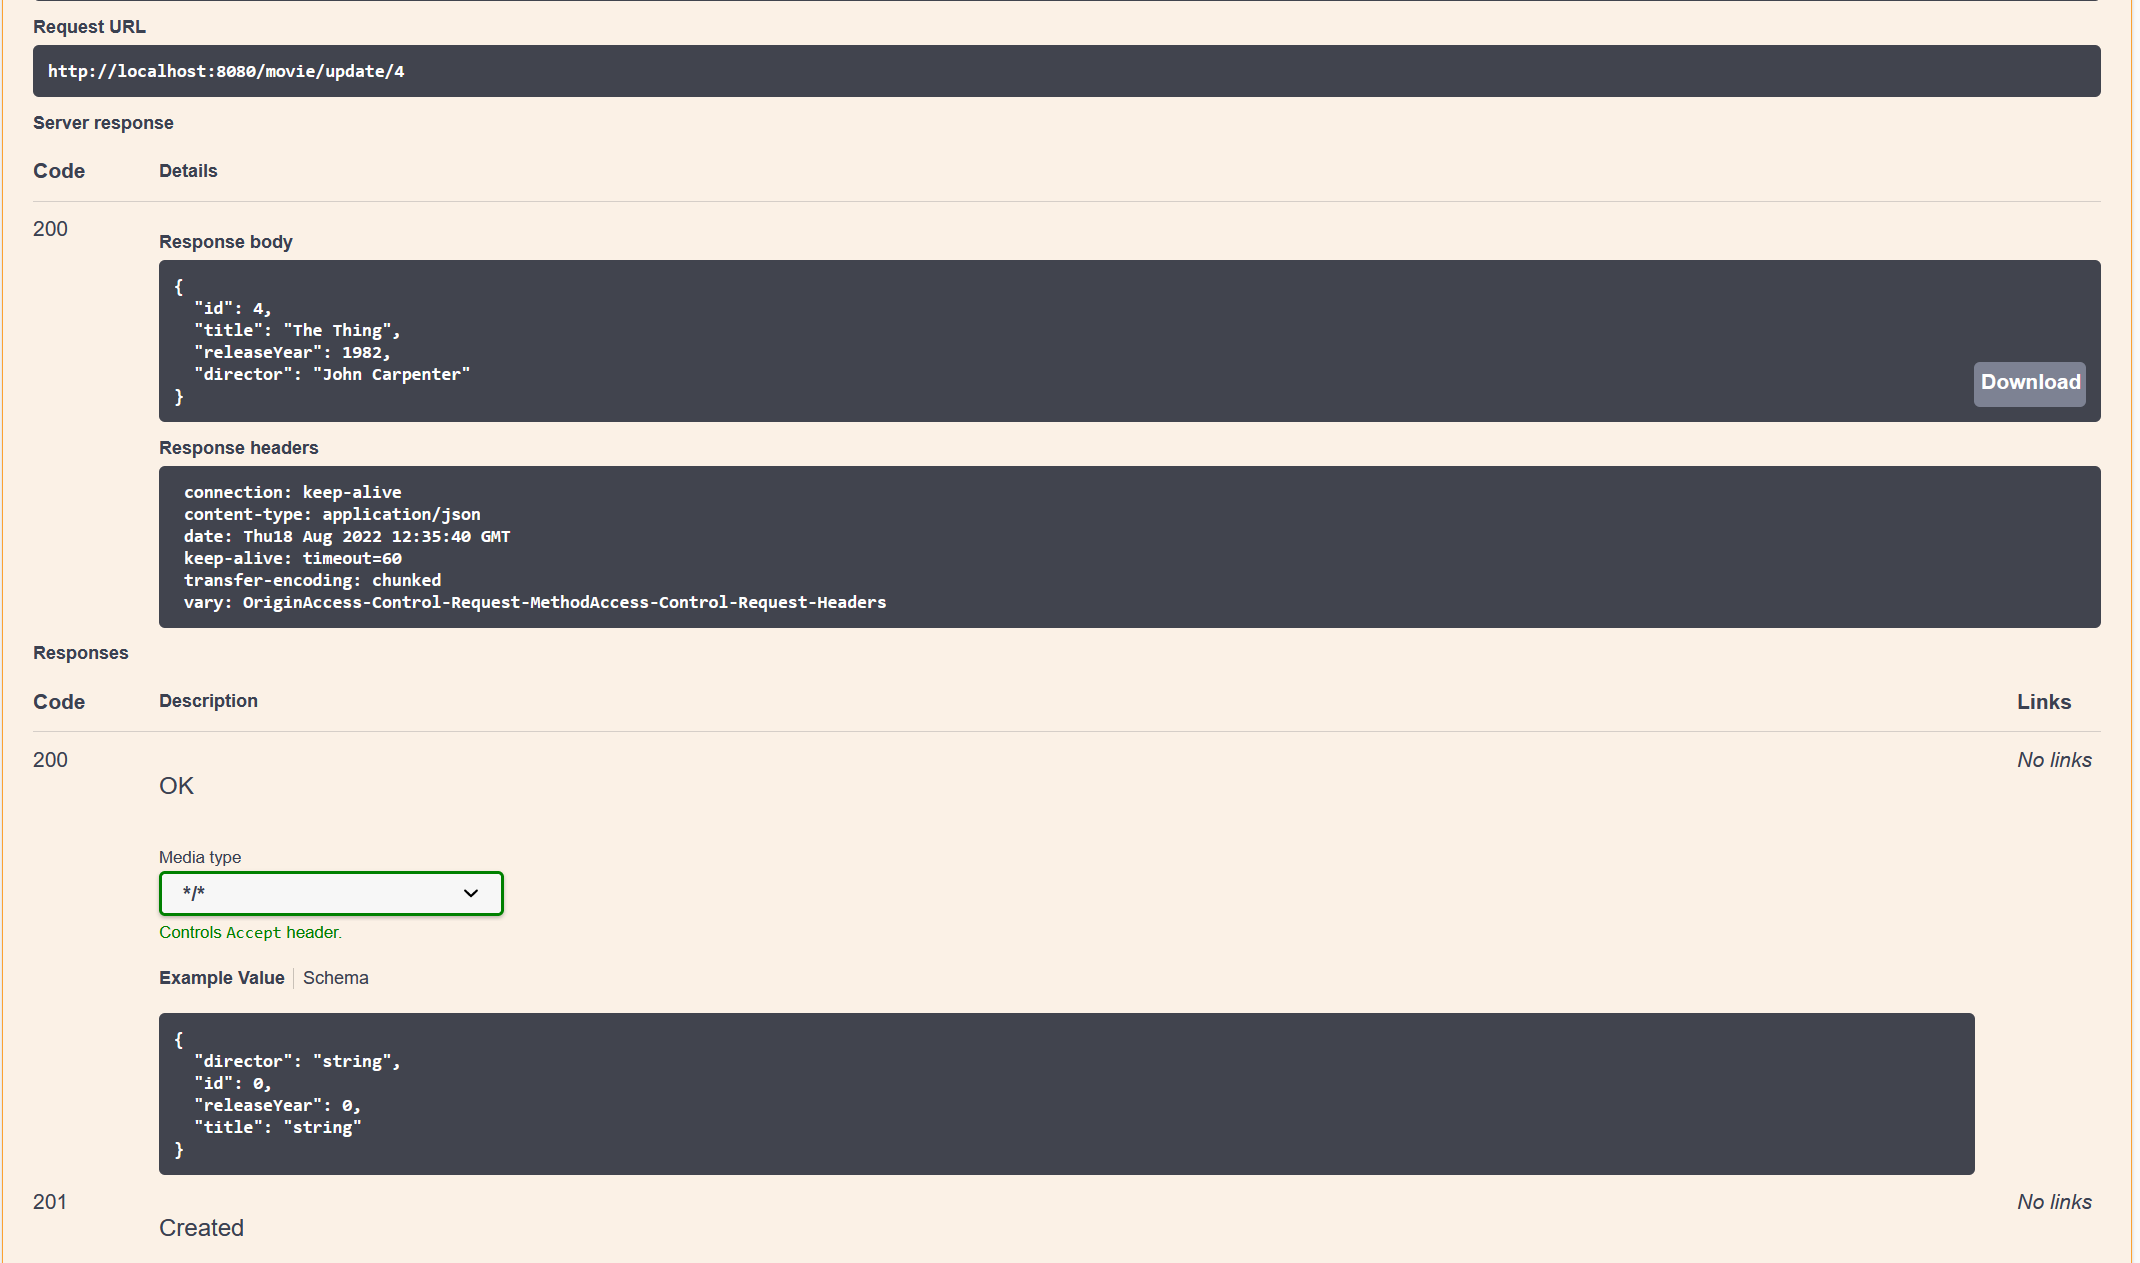 Request URL
http://localhost:8080/movie/update/4
Server response
Code Details
200
Response body
{
  "id": 4,
  "title": "The Thing",
  "releaseYear": 1982,
  "director": "John Carpenter"
}
Download
Response headers
connection: keep-alive
content-type: application/json
date: Thu18 Aug 2022 12:35:40 GMT
keep-alive: timeout=60
transfer-encoding: chunked
vary: OriginAccess-Control-Request-MethodAccess-Control-Request-Headers
Responses
Code Description Links
200 No links
OK
Media type
*/*
Controls Accept header.
Example Value Schema
{
  "director": "string",
  "id": 0,
  "releaseYear": 0,
  "title": "string"
}
201 No links
Created